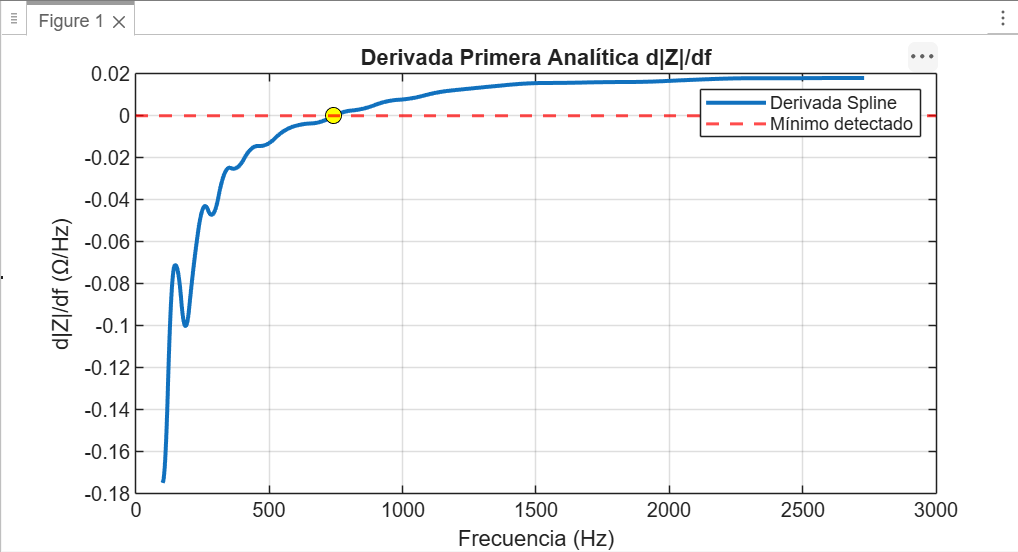 Figure 1
Derivada Primera Analítica d|Z|/df
Derivada Spline
Mínimo detectado
0.02
0
-0.02
-0.04
-0.06
-0.08
-0.1
-0.12
-0.14
-0.16
-0.18
d|Z|/df (Ω/Hz)
0 500 1000 1500 2000 2500 3000
Frecuencia (Hz)